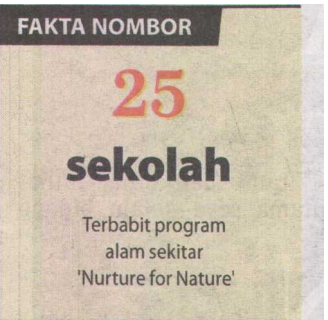 FAKTA NOMBOR
25
sekolah
Terbabit program
alam sekitar
'Nurture for Nature'